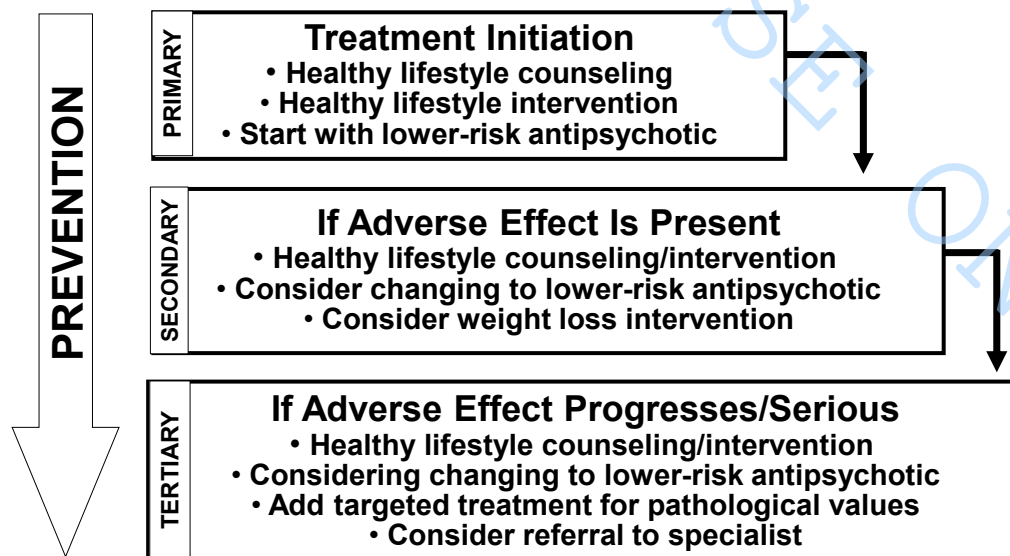 PREVENTION
PRIMARY
Treatment Initiation
• Healthy lifestyle counseling
• Healthy lifestyle intervention
• Start with lower-risk antipsychotic
SECONDARY
If Adverse Effect Is Present
• Healthy lifestyle counseling/intervention
• Consider changing to lower-risk antipsychotic
• Consider weight loss intervention
TERTIARY
If Adverse Effect Progresses/Serious
• Healthy lifestyle counseling/intervention
• Considering changing to lower-risk antipsychotic
• Add targeted treatment for pathological values
• Consider referral to specialist